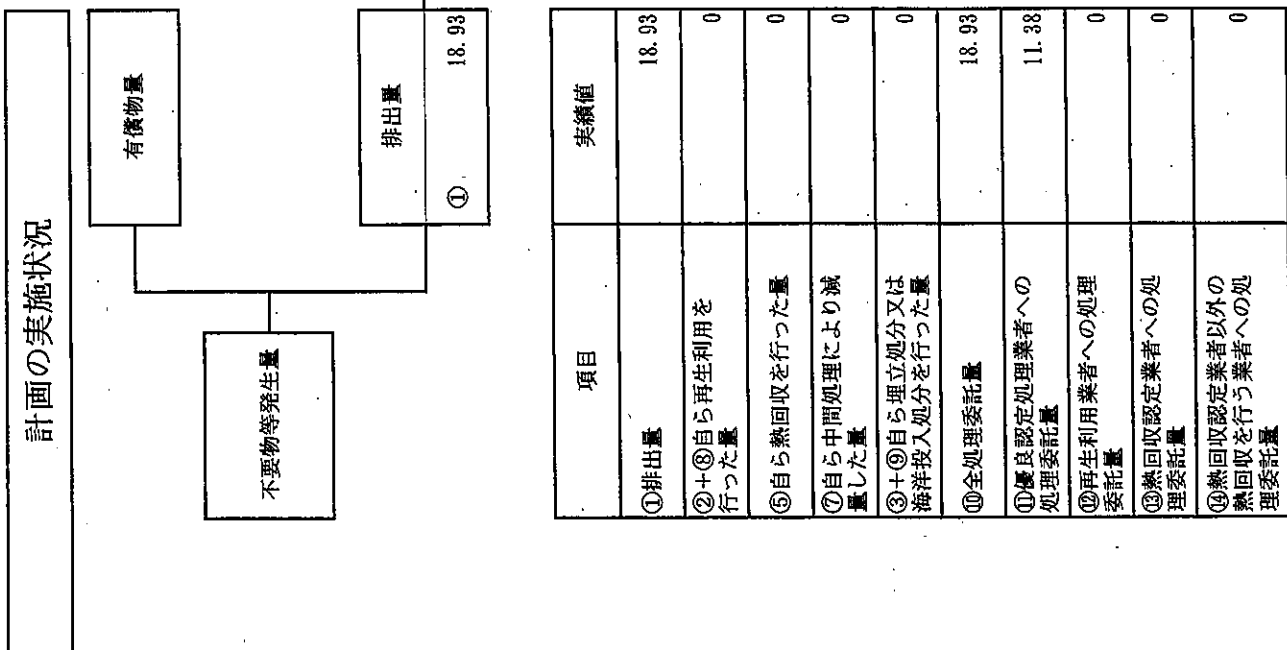 計画の実施状況
不要物等発生量
有償物量
排出量
① 18.93
項目 実績値
①排出量 18.93
②+⑧自ら再生利用を
行った量 0
⑤自ら熱回収を行った量 0
⑦自ら中間処理により減
量した量 0
③+⑨自ら埋立処分又は
海洋投入処分を行った量 0
⑩全処理委託量 18.93
⑪優良認定処理業者への
処理委託量 11.38
⑫再生利用業者への処理
委託量 0
⑬熱回収認定業者への処
理委託量 0
⑭熱回収認定業者以外の
熱回収を行う業者への処
理委託量 0